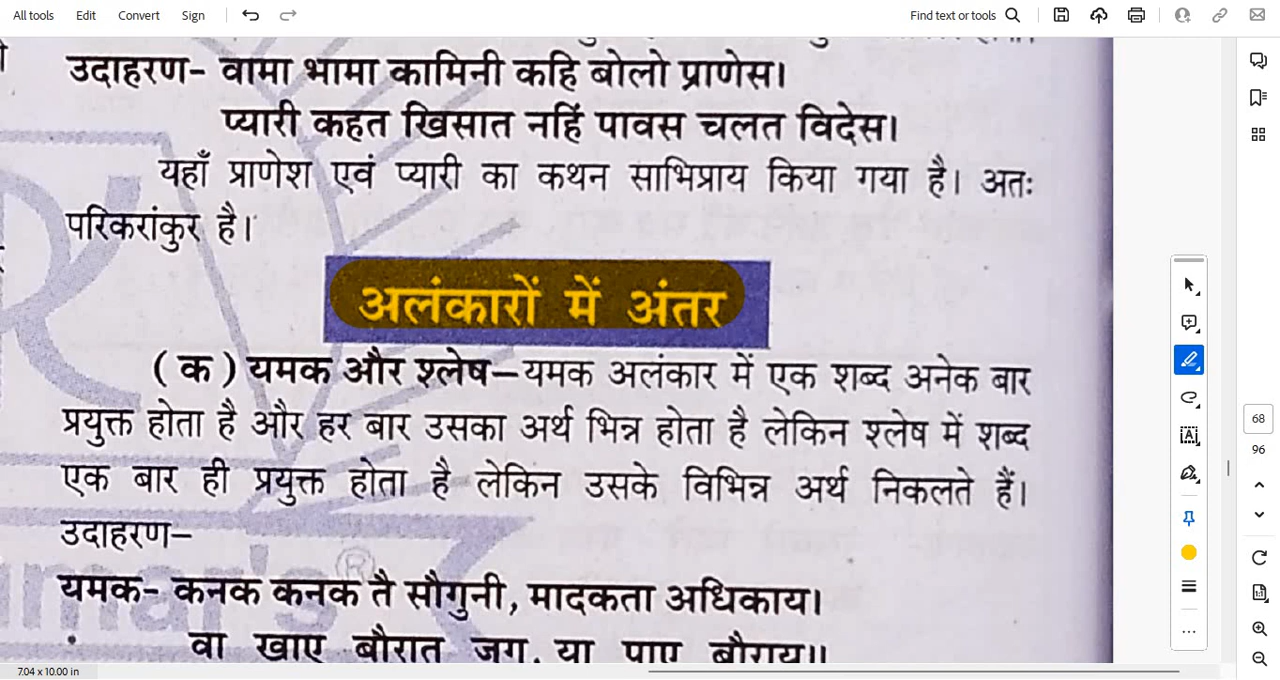 All tools Edit Convert Sign Find text or tools
उदाहरण- वामा भामा कामिनी कहि बोलो प्राणेस।
प्यारी कहत खिसात नहिं पावस चलत विदेस।
यहाँ प्राणेश एवं प्यारी का कथन साभिप्राय किया गया है। अतः
परिकरांकुर है।
अलंकारों में अंतर
( क ) यमक और श्लेष–यमक अलंकार में एक शब्द अनेक बार
प्रयुक्त होता है और हर बार उसका अर्थ भिन्न होता है लेकिन श्लेष में शब्द
एक बार ही प्रयुक्त होता है लेकिन उसके विभिन्न अर्थ निकलते हैं।
उदाहरण–
यमक- कनक कनक तै सौगुनी, मादकता अधिकाय।
वा खाए बौरात जग, या पाए बौराय॥
68
96
7.04 x 10.00 in